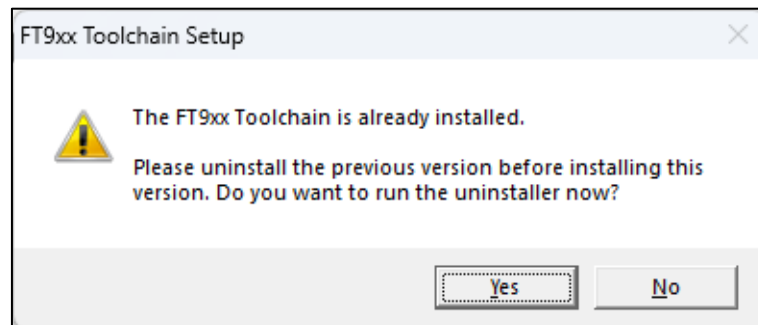 FT9xx Toolchain Setup
The FT9xx Toolchain is already installed.
Please uninstall the previous version before installing this
version. Do you want to run the uninstaller now?
Yes
No